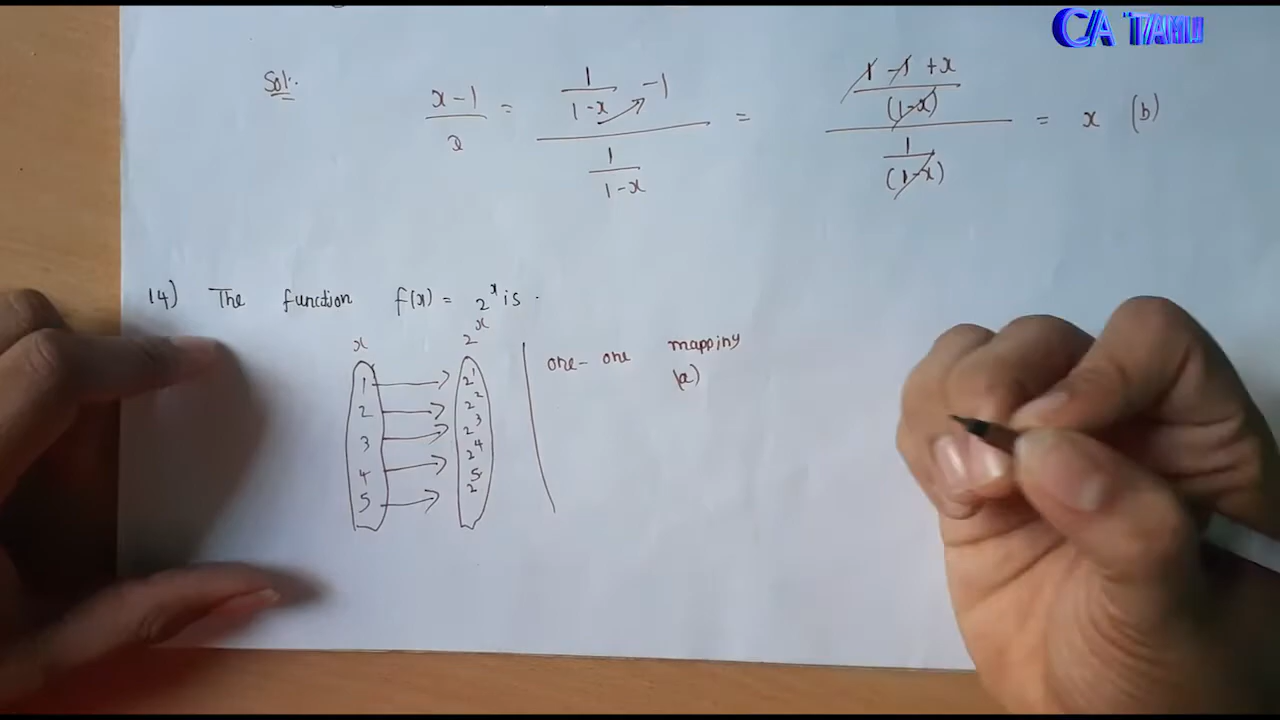 CA TAMIL
Sol:-
x-1 / x = (1/(1-x) -1) / (1/(1-x)) = ((1 -1 +x)/(1-x)) / (1/(1-x)) = x (b)
14) The function f(x) = 2^x is .
x 2^x
1 2^1
2 2^2
3 2^3
4 2^4
5 2^5
one- one mapping
(a)